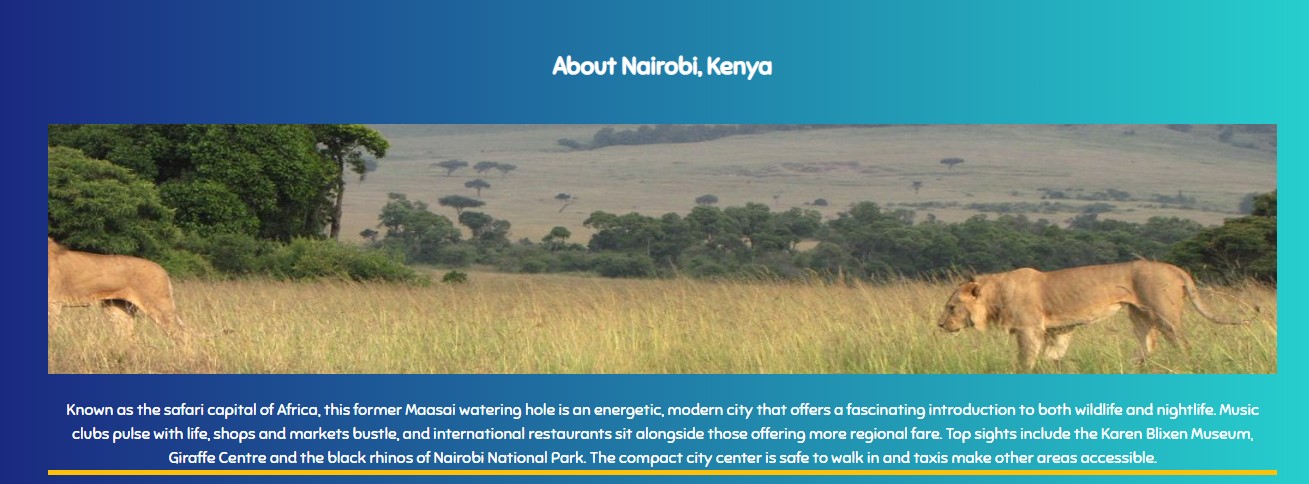 About Nairobi, Kenya
Known as the safari capital of Africa, this former Maasai watering hole is an energetic, modern city that offers a fascinating introduction to both wildlife and nightlife. Music
clubs pulse with life, shops and markets bustle, and international restaurants sit alongside those offering more regional fare. Top sights include the Karen Blixen Museum,
Giraffe Centre and the black rhinos of Nairobi National Park. The compact city center is safe to walk in and taxis make other areas accessible.